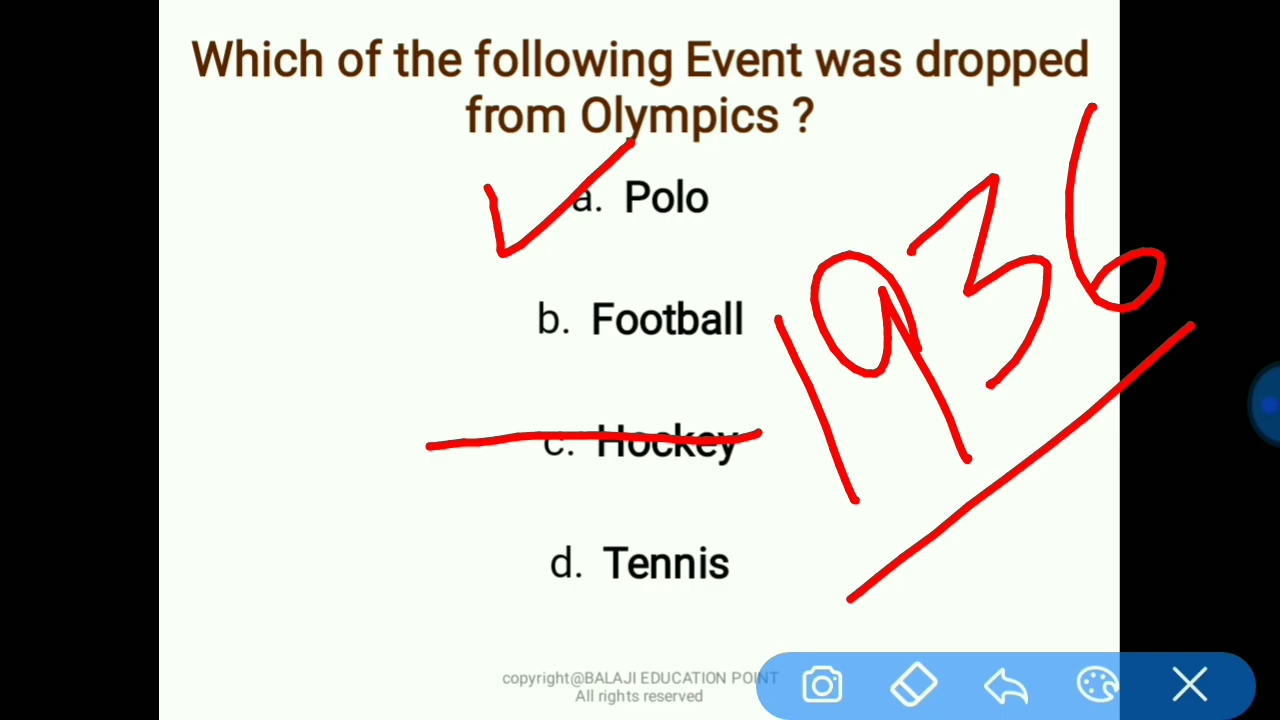 Which of the following Event was dropped
from Olympics ?
a. Polo
b. Football
1936
c. Hockey
d. Tennis
copyright@BALAJI EDUCATION POINT
All rights reserved